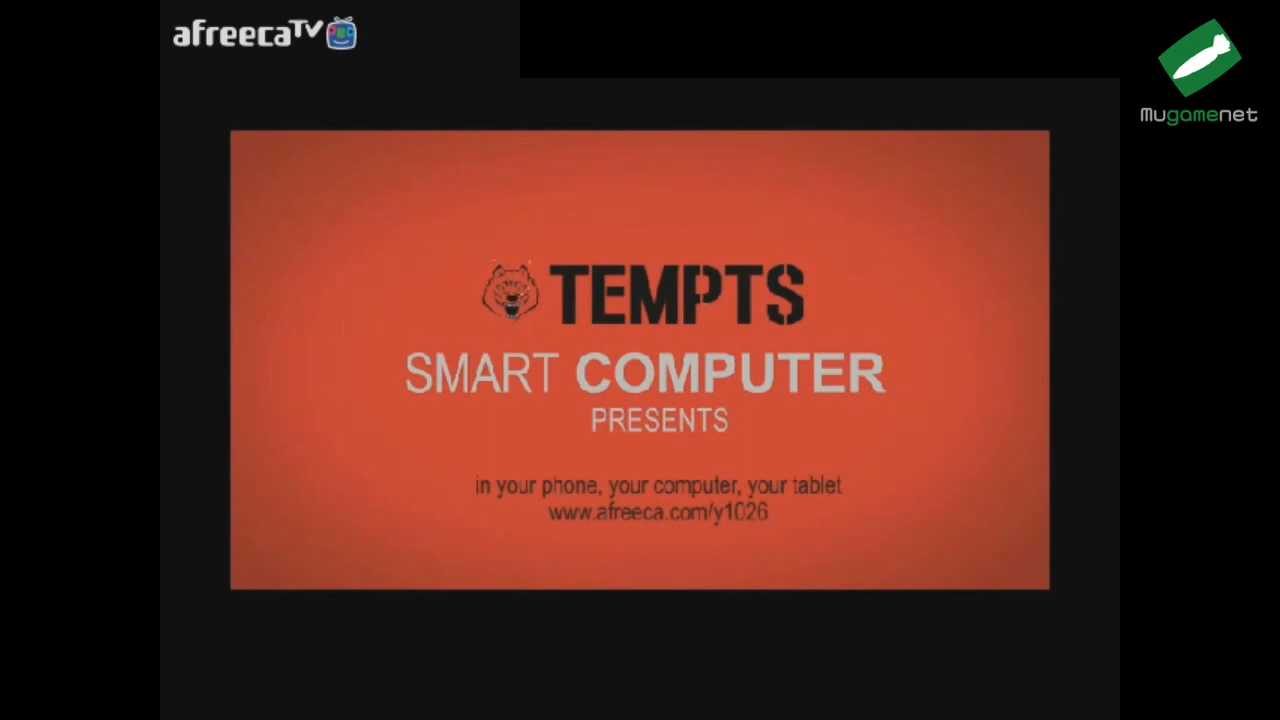 afreecaTV
Mugamenet
TEMPTS
SMART COMPUTER
PRESENTS
in your phone, your computer, your tablet
www.afreeca.com/y1026